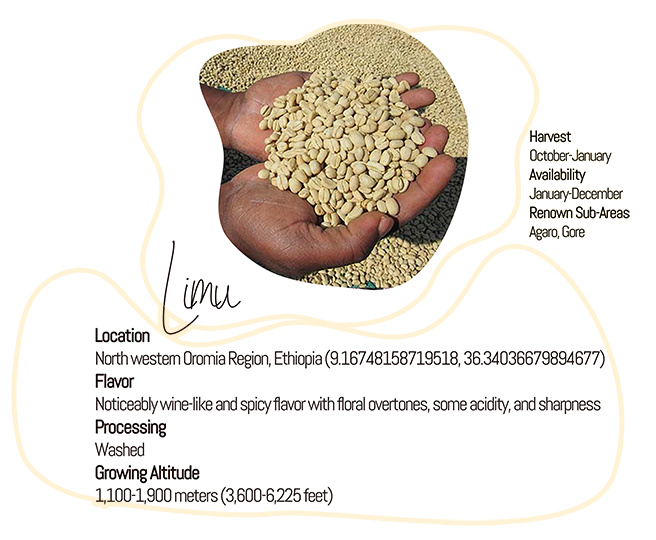 Harvest
October-January
Availability
January-December
Renown Sub-Areas
Agaro, Gore
Limu
Location
North western Oromia Region, Ethiopia (9.16748158719518, 36.34036679894677)
Flavor
Noticeably wine-like and spicy flavor with floral overtones, some acidity, and sharpness
Processing
Washed
Growing Altitude
1,100-1,900 meters (3,600-6,225 feet)